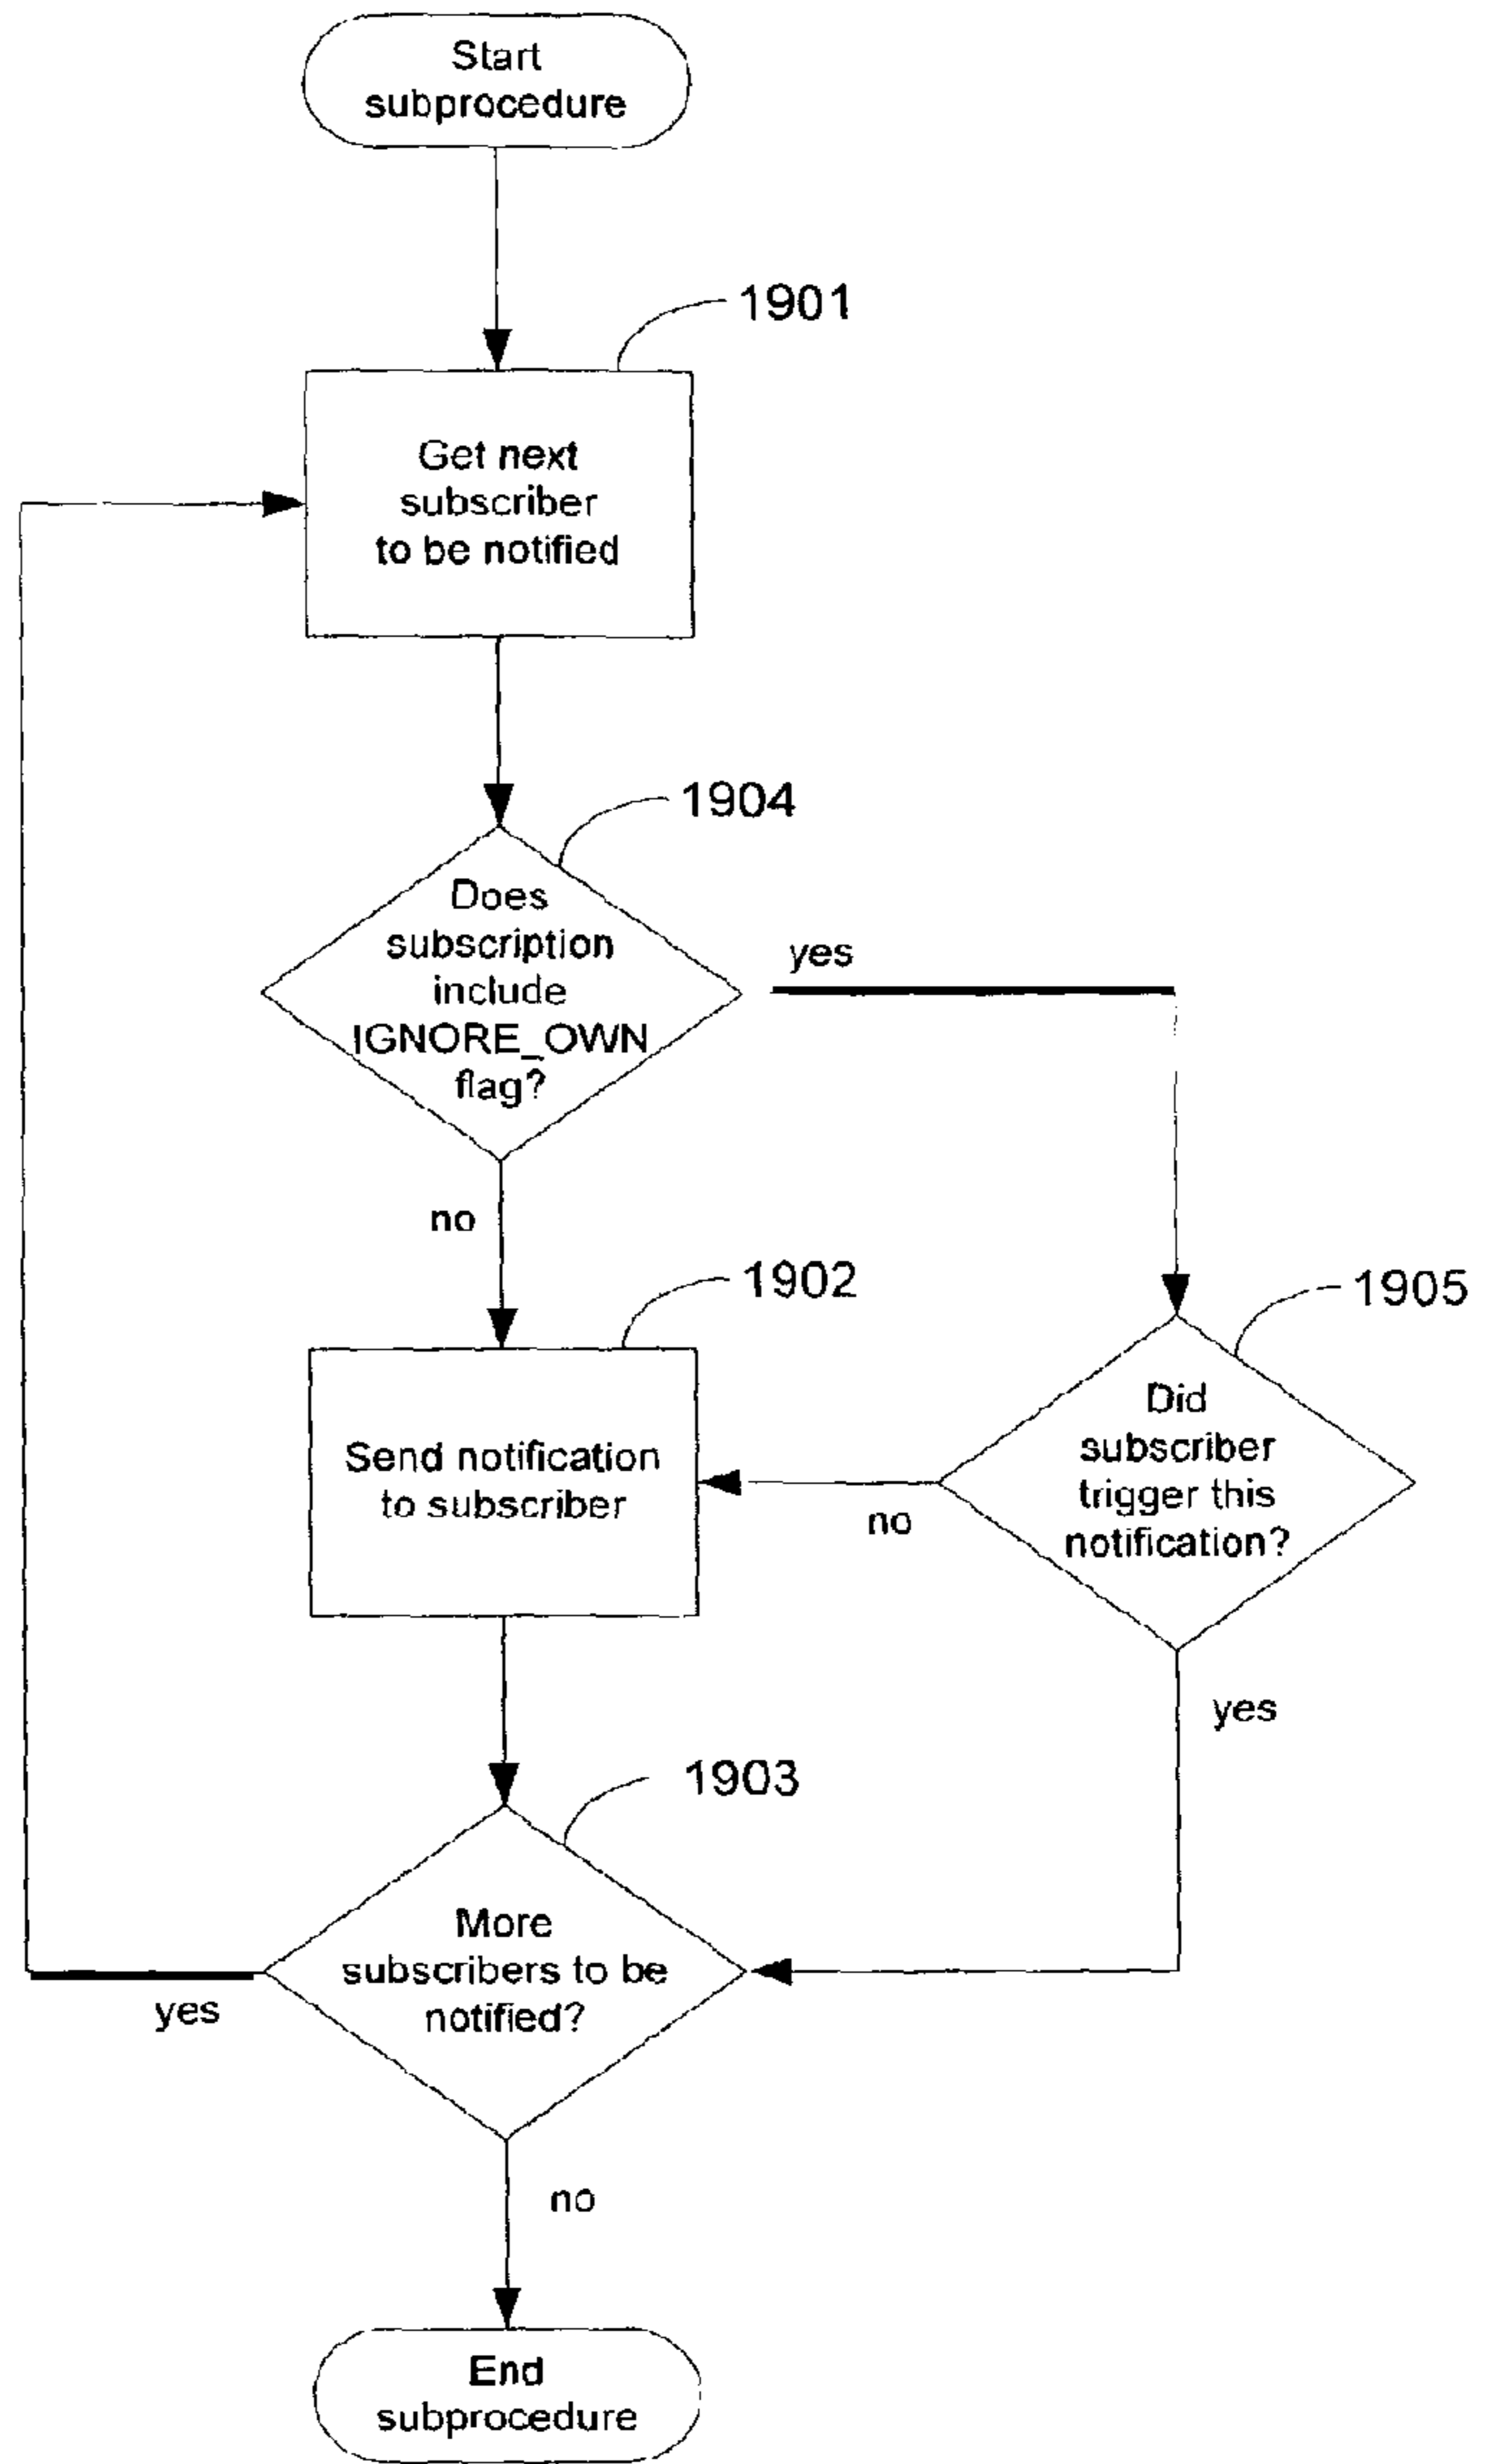 Start
subprocedure
1901
Get next
subscriber
to be notified
1904
Does
subscription
include
IGNORE_OWN
flag?
yes
no
1902
1905
Send notification
to subscriber
Did
subscriber
trigger this
notification?
no
yes
1903
More
subscribers to be
notified?
yes
no
End
subprocedure